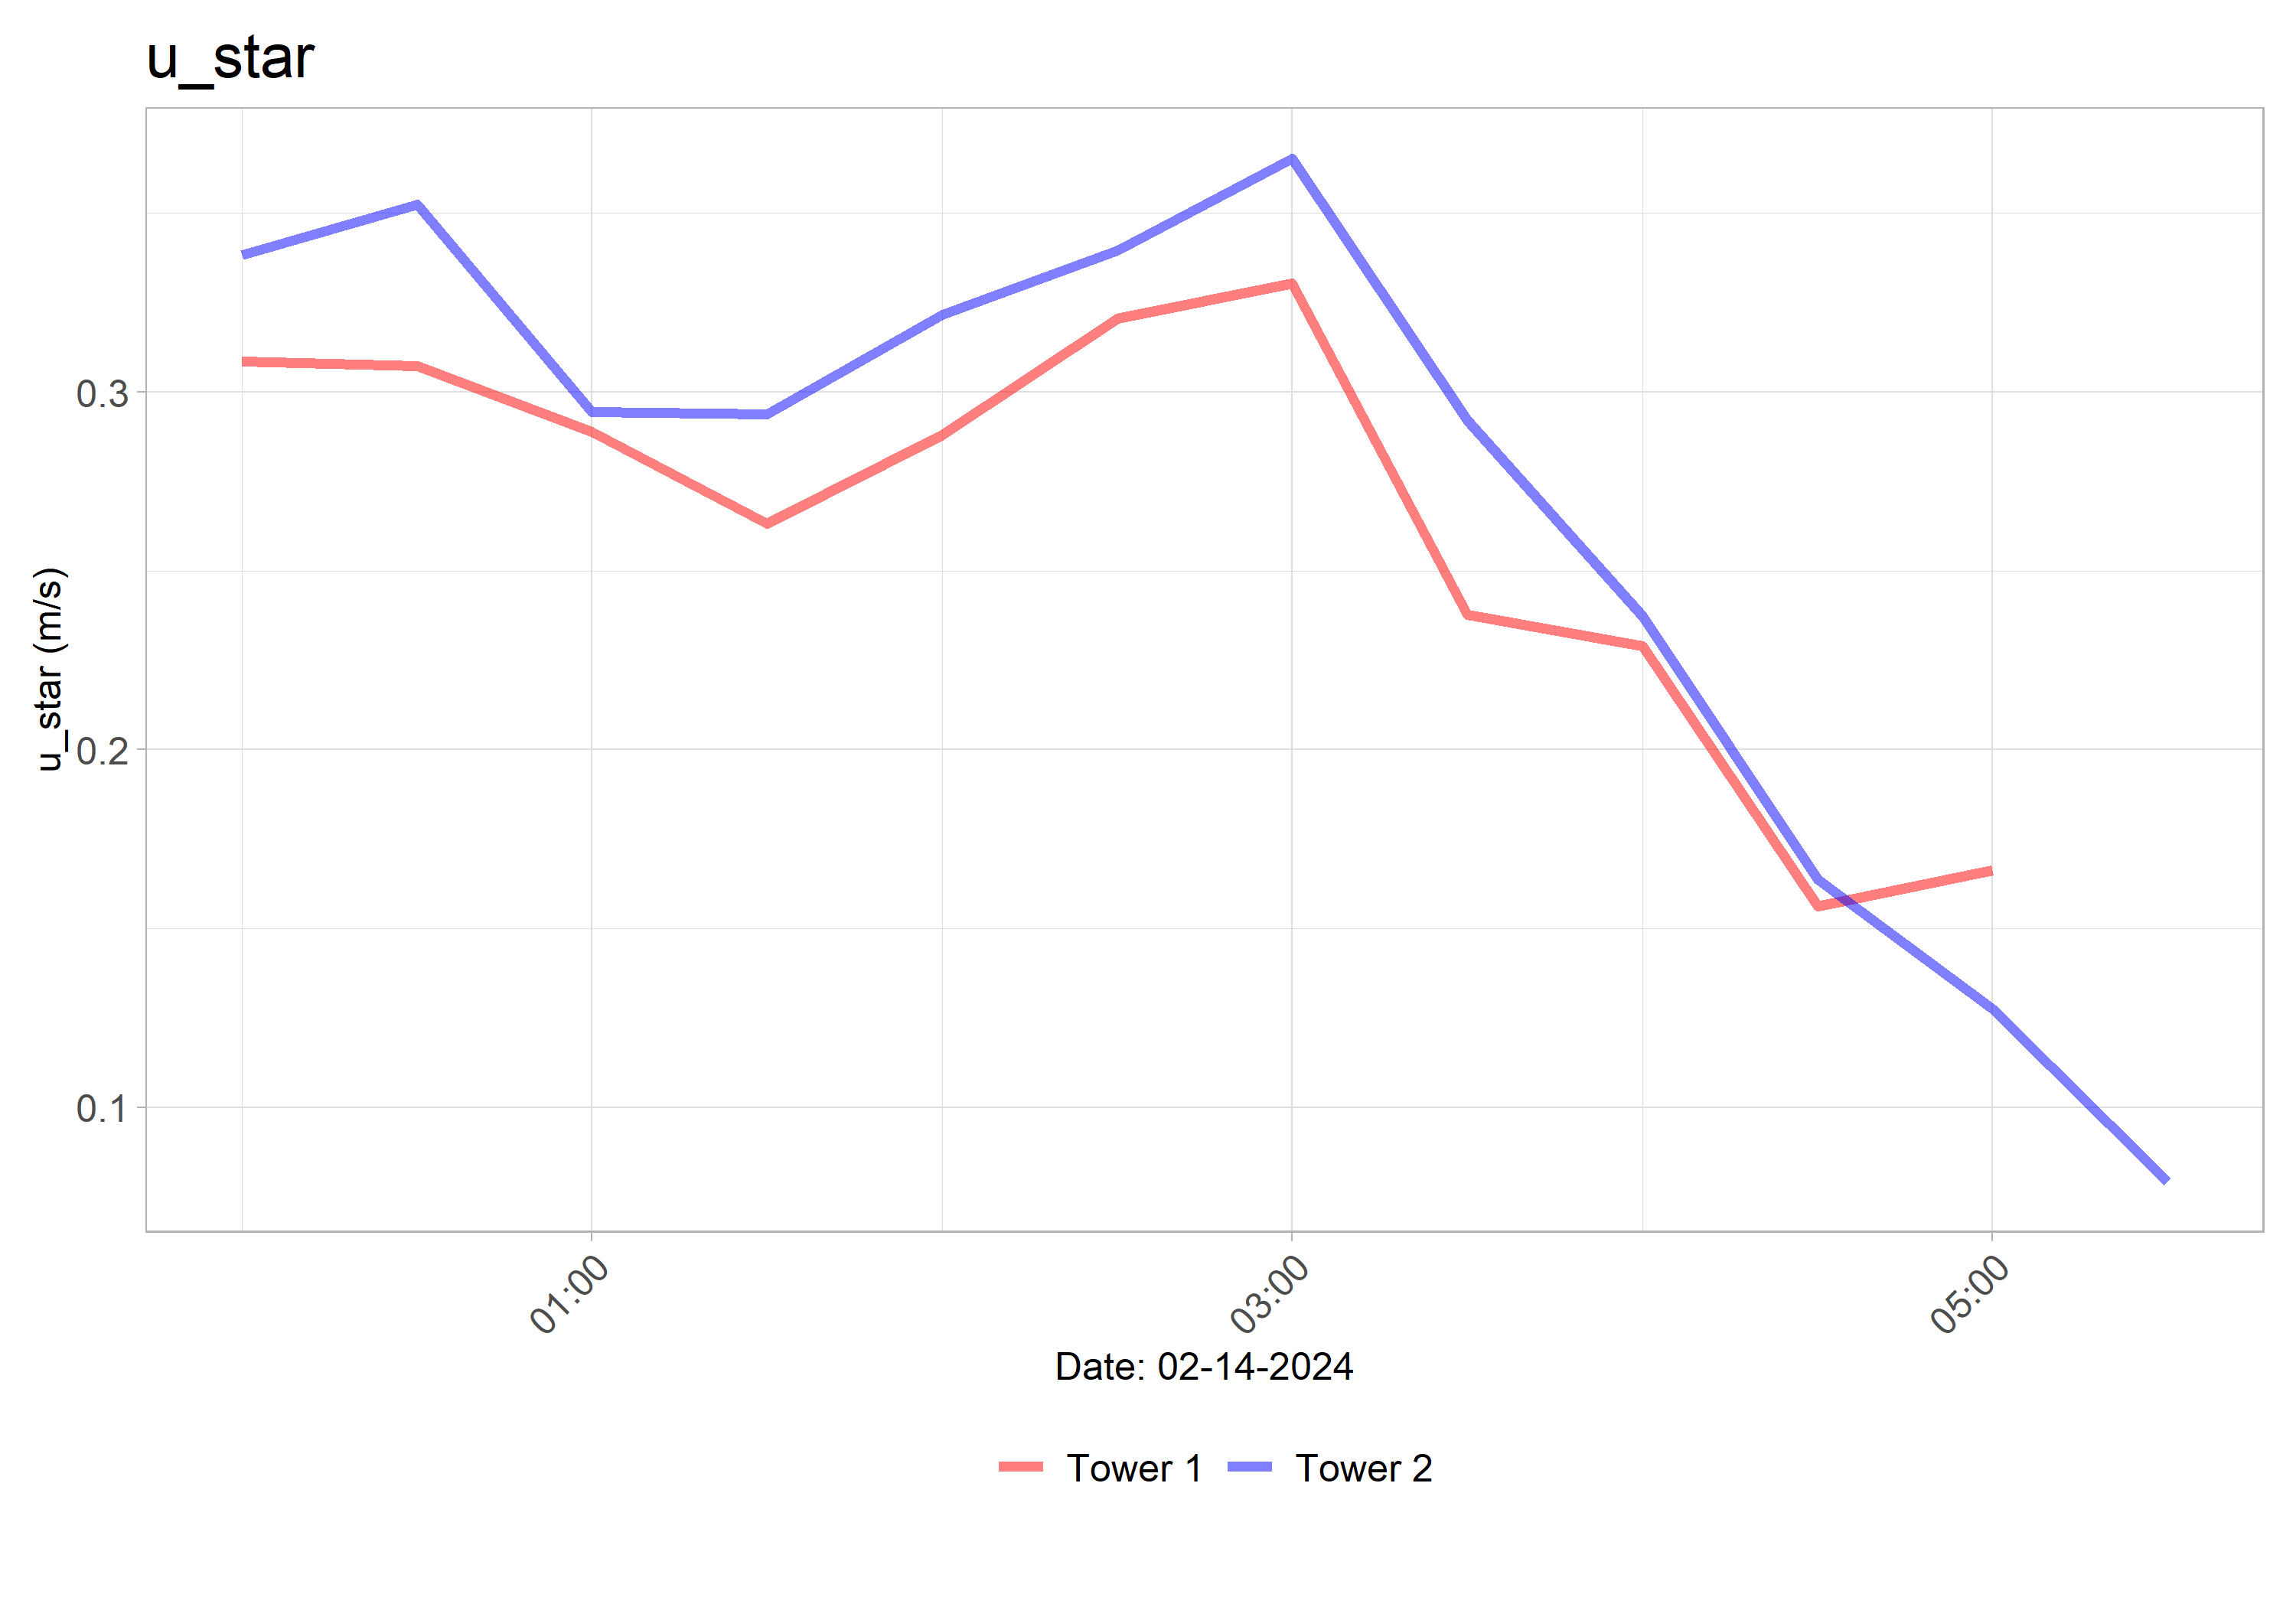 u_star
u_star (m/s)
0.3
0.2
0.1
01:00
03:00
05:00
Date: 02-14-2024
Tower 1
Tower 2